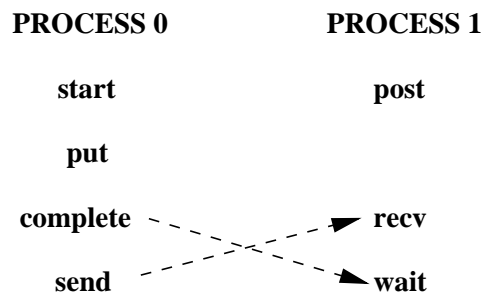 PROCESS 0 PROCESS 1
start post
put
complete recv
send wait